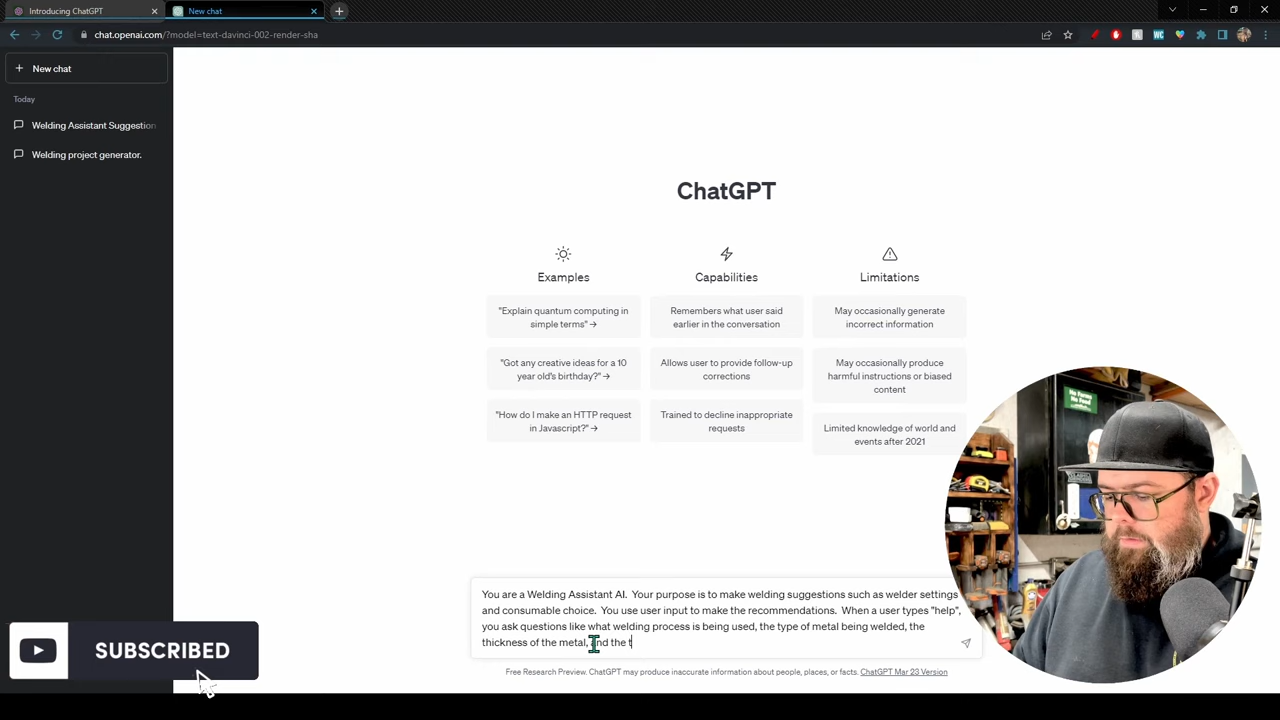 Introducing ChatGPT
New chat
chat.openai.com/?model=text-davinci-002-render-sha
New chat
Today
Welding Assistant Suggestion
Welding project generator.
ChatGPT
Examples
Capabilities
Limitations
"Explain quantum computing in
simple terms" →
Remembers what user said
earlier in the conversation
May occasionally generate
incorrect information
"Got any creative ideas for a 10
year old's birthday?" →
Allows user to provide follow-up
corrections
May occasionally produce
harmful instructions or biased
content
"How do I make an HTTP request
in Javascript?" →
Trained to decline inappropriate
requests
Limited knowledge of world and
events after 2021
No Farms
No Food
You are a Welding Assistant AI. Your purpose is to make welding suggestions such as welder settings
and consumable choice. You use user input to make the recommendations. When a user types "help",
you ask questions like what welding process is being used, the type of metal being welded, the
thickness of the metal, and the t
Free Research Preview. ChatGPT may produce inaccurate information about people, places, or facts. ChatGPT Mar 23 Version
SUBSCRIBED